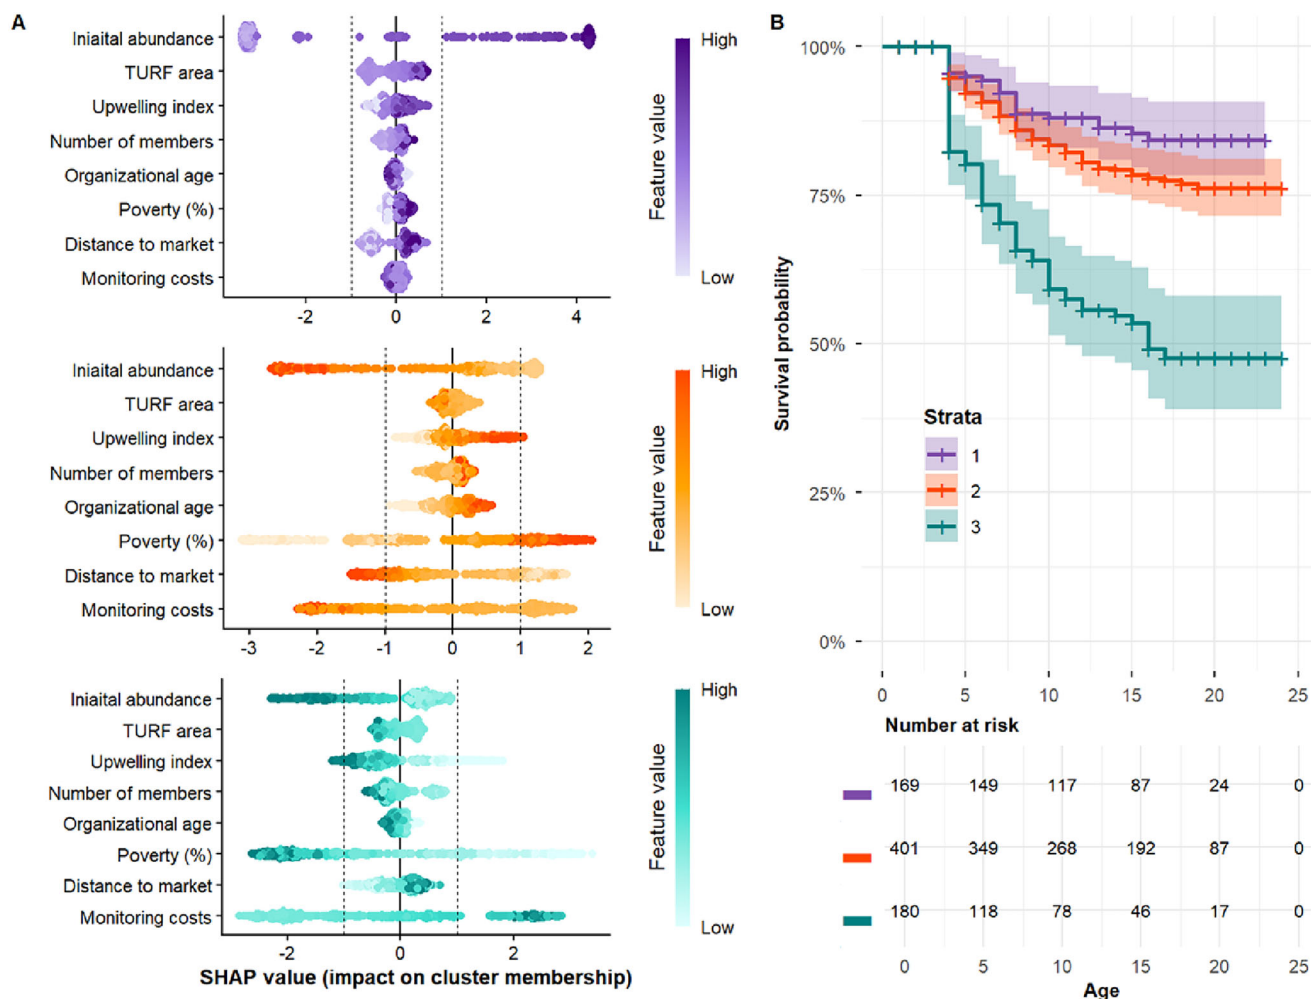 A
Iniaital abundance
TURF area
Upwelling index
Number of members
Organizational age
Poverty (%)
Distance to market
Monitoring costs
-2 0 2 4
High
Feature value
Low
Iniaital abundance
TURF area
Upwelling index
Number of members
Organizational age
Poverty (%)
Distance to market
Monitoring costs
-3 -2 -1 0 1 2
High
Feature value
Low
Iniaital abundance
TURF area
Upwelling index
Number of members
Organizational age
Poverty (%)
Distance to market
Monitoring costs
-2 0 2
SHAP value (impact on cluster membership)
High
Feature value
Low
B
100%
75%
50%
25%
0%
Survival probability
Strata
1
2
3
0 5 10 15 20 25
Number at risk
169 149 117 87 24 0
401 349 268 192 87 0
180 118 78 46 17 0
0 5 10 15 20 25
Age